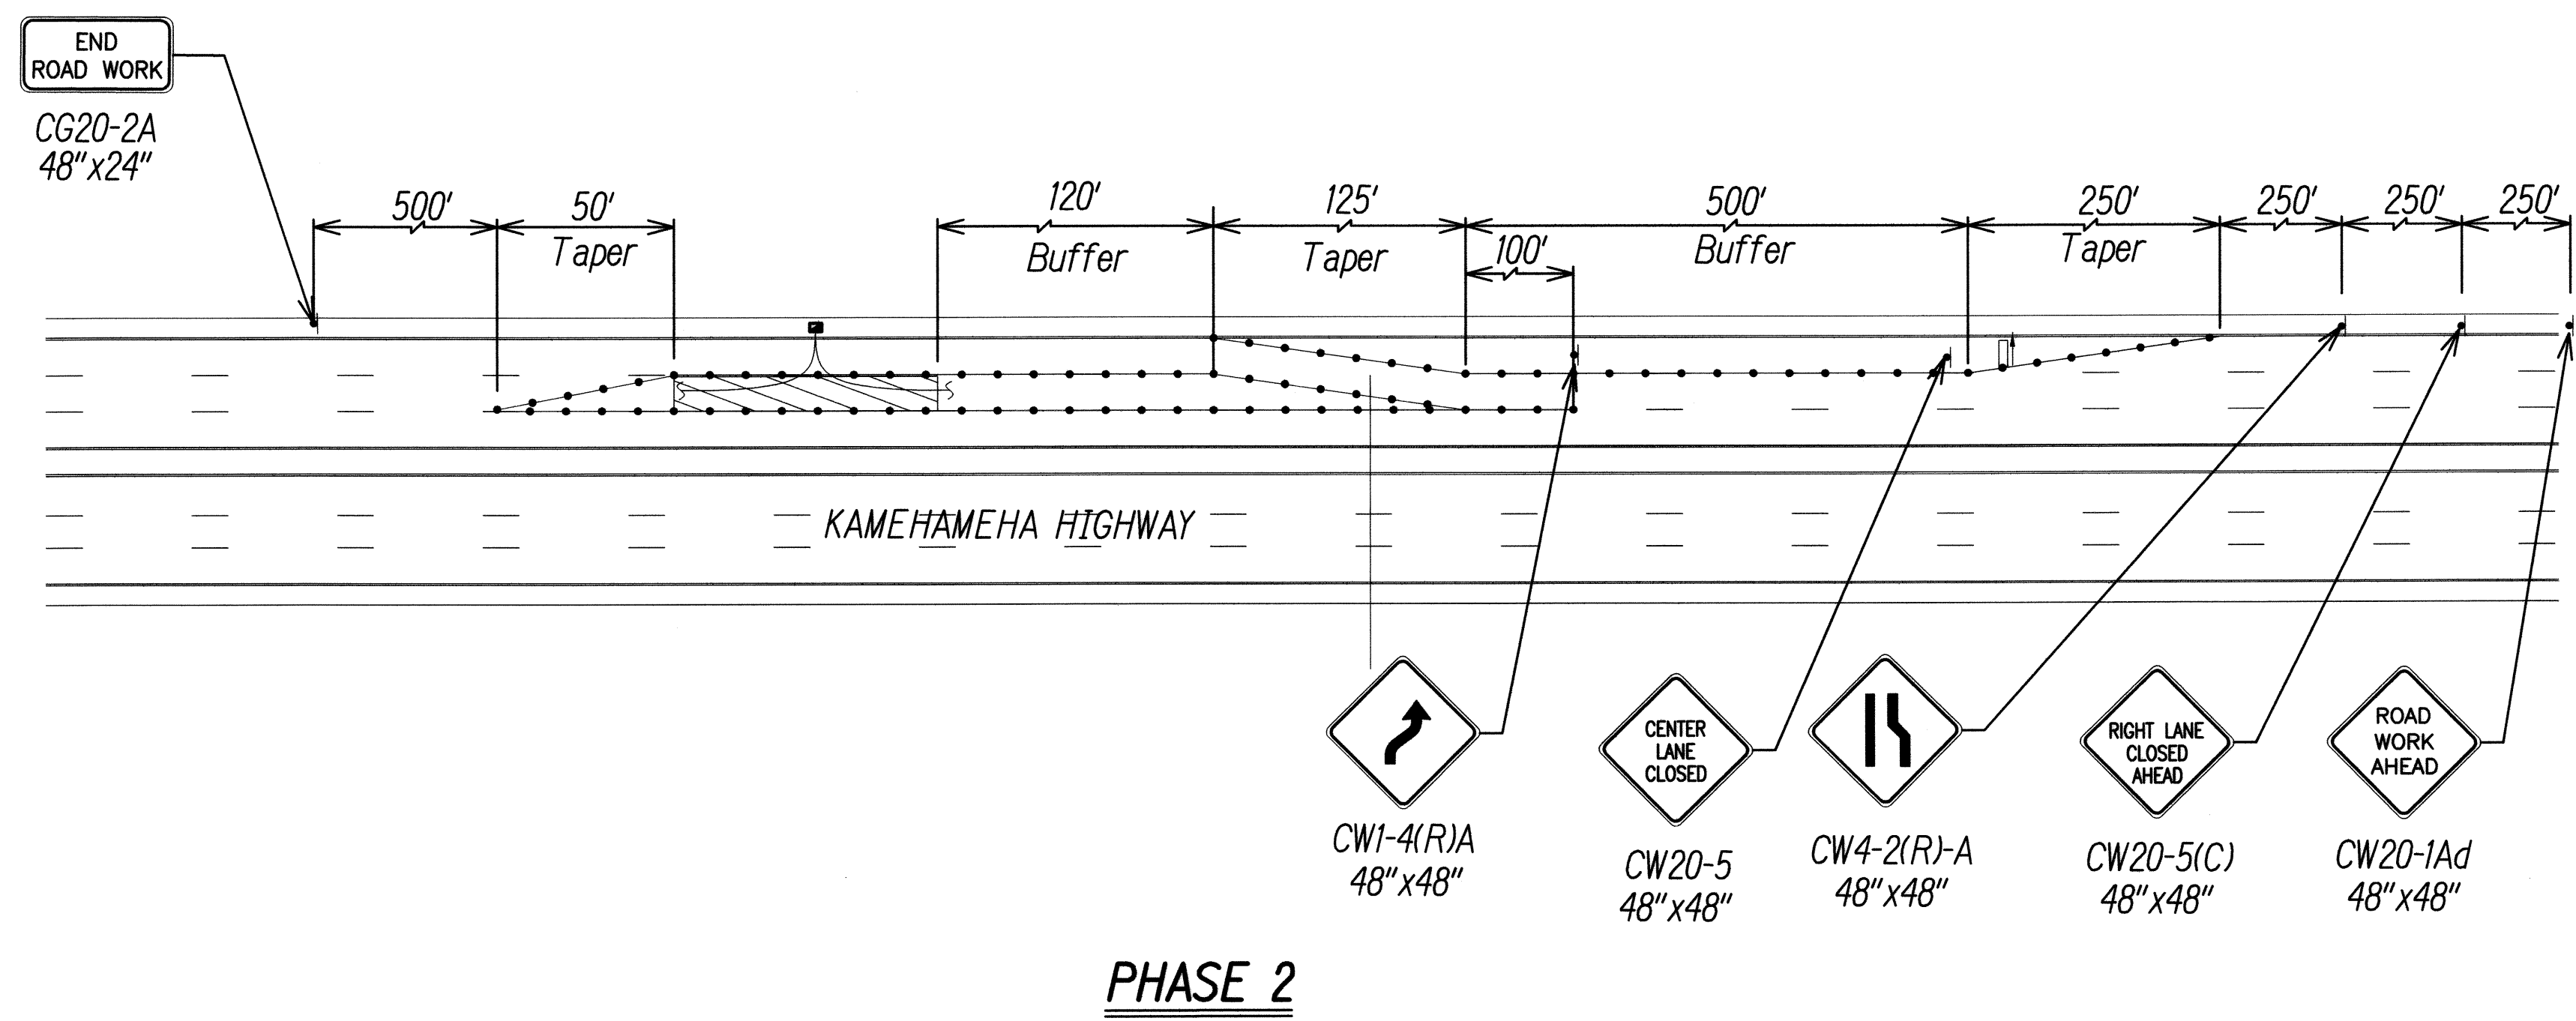 END
ROAD WORK
CG20-2A
48"x24"
500'
50'
Taper
120'
Buffer
125'
Taper
100'
500'
Buffer
250'
Taper
250'
250'
250'
KAMEHAMEHA HIGHWAY
CW1-4(R)A
48"x48"
CENTER
LANE
CLOSED
CW20-5
48"x48"
CW4-2(R)-A
48"x48"
RIGHT LANE
CLOSED
AHEAD
CW20-5(C)
48"x48"
ROAD
WORK
AHEAD
CW20-1Ad
48"x48"
PHASE 2